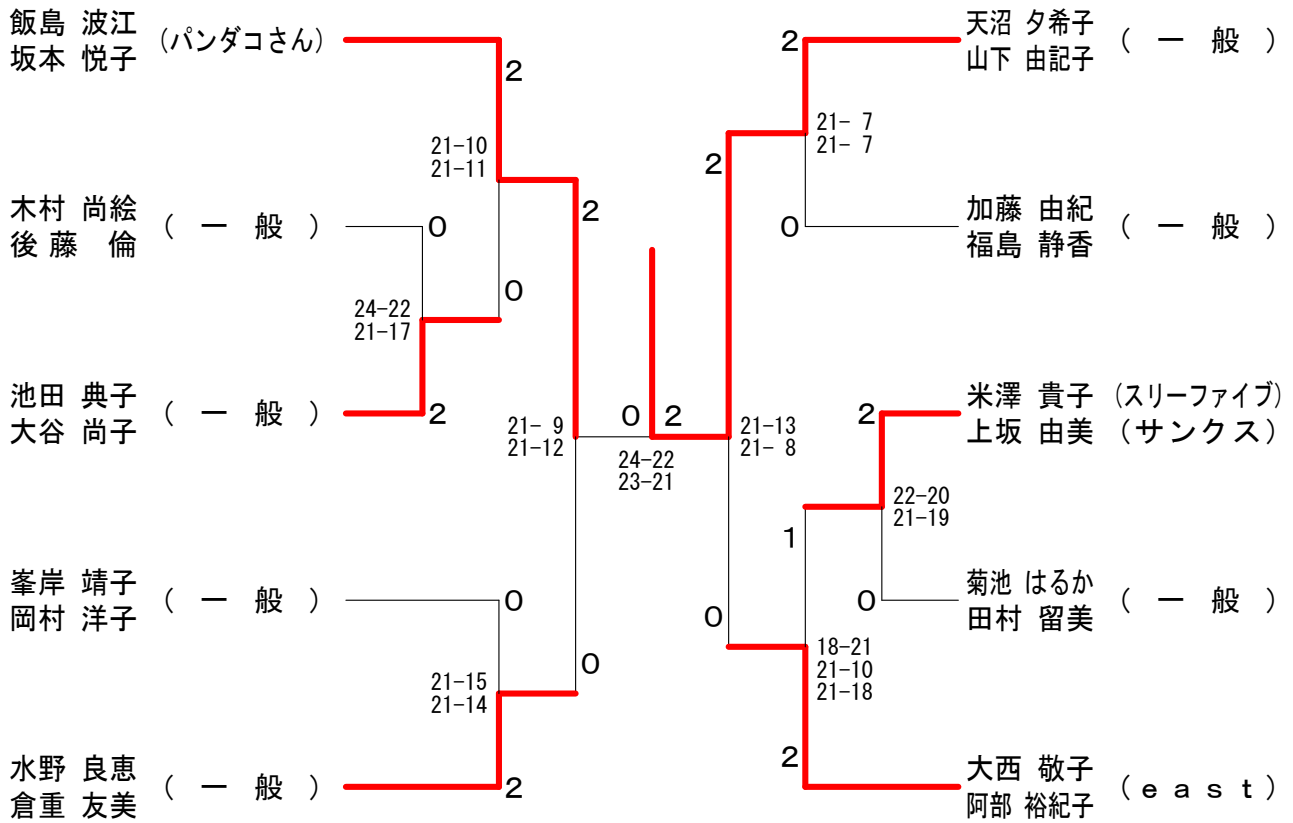 飯島 波江
坂本 悦子
(パンダコさん)
2
21-10
21-11
木村 尚絵
後藤 倫
( 一 般 )
0
24-22
21-17
0
池田 典子
大谷 尚子
( 一 般 )
2
2
21- 9
21-12
峯岸 靖子
岡村 洋子
( 一 般 )
0
21-15
21-14
0
水野 良恵
倉重 友美
( 一 般 )
2
0
2
24-22
23-21
2
天沼 夕希子
山下 由記子
( 一 般 )
21- 7
21- 7
2
0
加藤 由紀
福島 静香
( 一 般 )
21-13
21- 8
2
米澤 貴子 (スリーファイブ)
上坂 由美 (サンクス)
22-20
21-19
1
0
菊池 はるか
田村 留美
( 一 般 )
0
18-21
21-10
21-18
2
大西 敬子
阿部 裕紀子
(east)